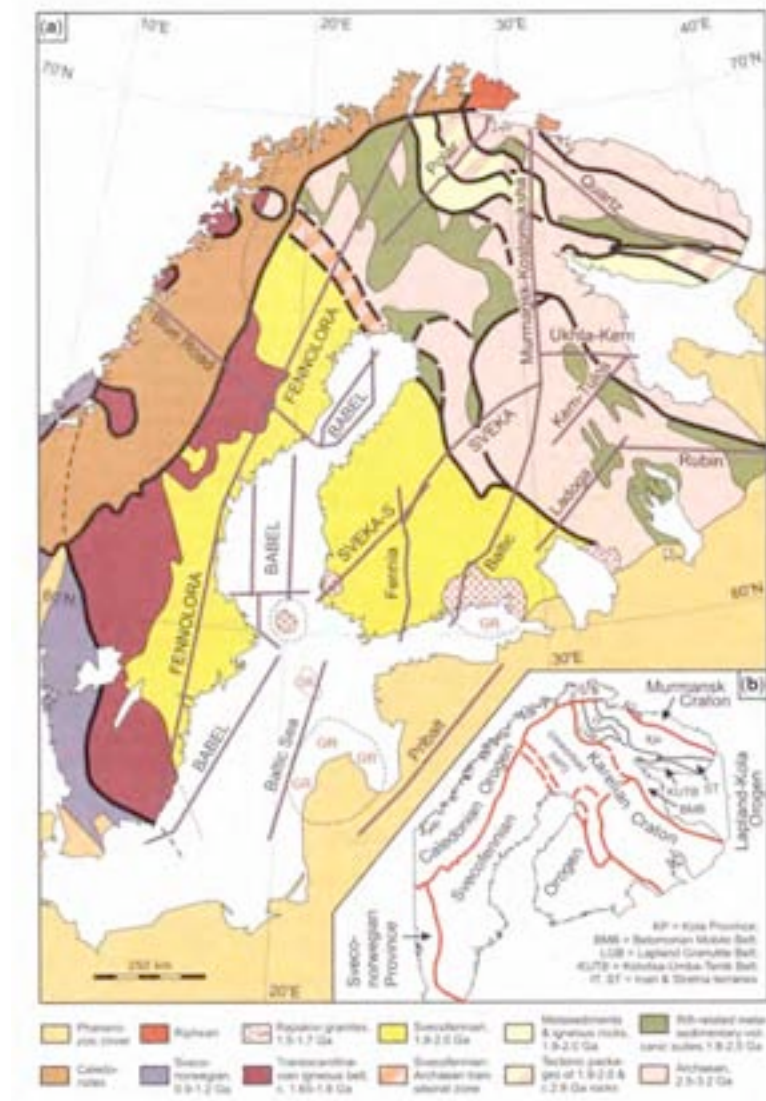 (a)
10°E
20°E
30°E
40°E
70°N
70°N
Polar
Quartz
Murmansk-Kostomuksha
Blue Road
FENNOLORA
BABEL
Ukhta-Kem
Kem-Tulos
SVEKA
Rubin
Ladoga
BABEL
SVEKA-S
Fennia
Baltic
60°N
60°N
GR
FENNOLORA
30°E
BABEL
Baltic Sea
GR
GR
GR
Pribalt
250 km
20°E
(b)
Murmansk
Craton
KP
Caledonian Orogen
Karelian
Craton
KUTB
ST
BMB
Lapland-Kola
Orogen
Svecofennian
Orogen
Sveco-
norwegian
Province
KP = Kola Province;
BMB = Belomorian Mobile Belt;
LGB = Lapland Granulite Belt;
KUTB = Kolvitsa-Umba-Tersk Belt;
IT, ST = Inari & Strelna terranes
Phanero-
zoic cover
Riphean
Rapakivi granites,
1.5-1.7 Ga
Svecofennian,
1.8-2.0 Ga
Metasediments
& igneous rocks,
1.9-2.0 Ga
Rift-related meta-
sedimentary-vol-
canic suites, 1.8-2.5 Ga
Caledo-
nides
Sveco-
norwegian,
0.9-1.2 Ga
Transscandina-
vian igneous belt,
c. 1.65-1.8 Ga
Svecofennian-
Archaean tran-
sitional zone
Tectonic packa-
ges of 1.9-2.0 &
c.2.8 Ga rocks
Archaean,
2.5-3.2 Ga